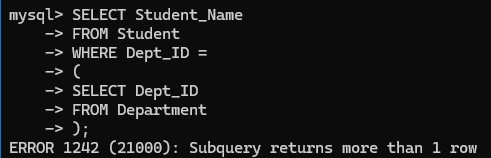 mysql> SELECT Student_Name
    -> FROM Student
    -> WHERE Dept_ID =
    -> (
    -> SELECT Dept_ID
    -> FROM Department
    -> );
ERROR 1242 (21000): Subquery returns more than 1 row